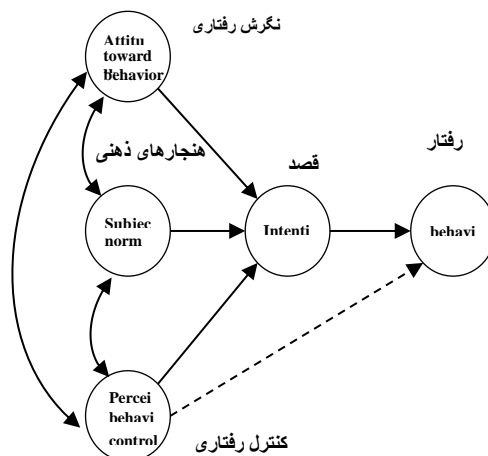 نگرش رفتاری
Attitu
toward
behavior
هنجارهای ذهنی
قصد
رفتار
Subjec
norm
Intenti
behavi
Percei
behavi
control
کنترل رفتاری